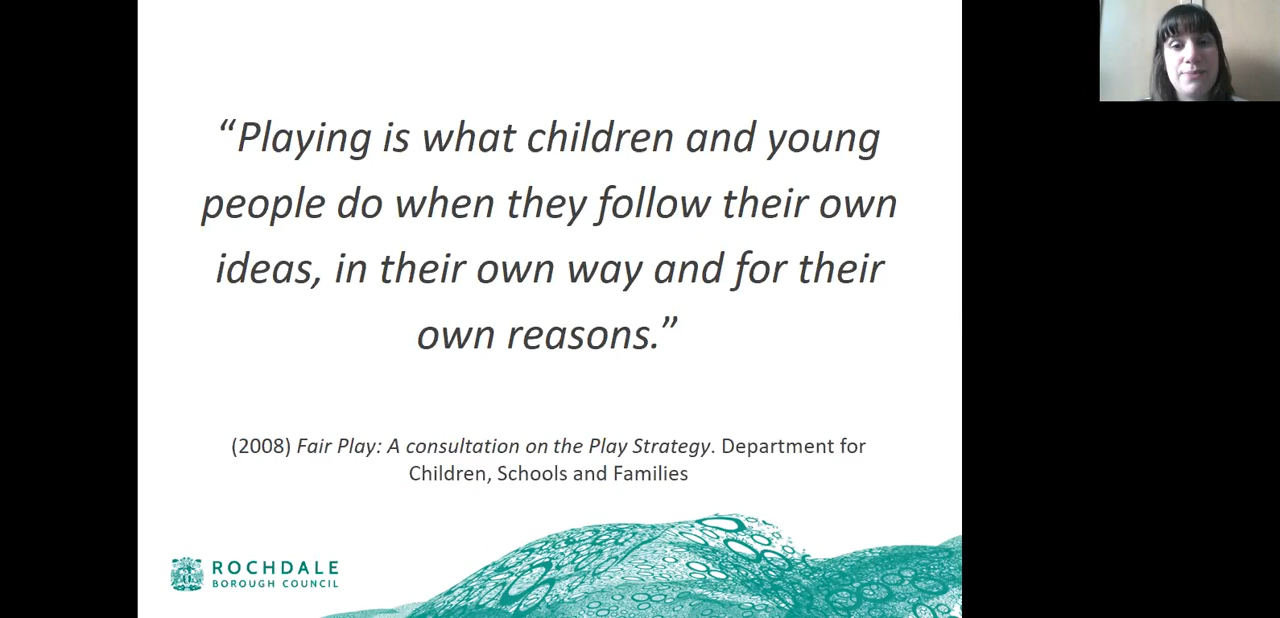 “Playing is what children and young
people do when they follow their own
ideas, in their own way and for their
own reasons.”
(2008) Fair Play: A consultation on the Play Strategy. Department for
Children, Schools and Families
ROCHDALE
BOROUGH COUNCIL